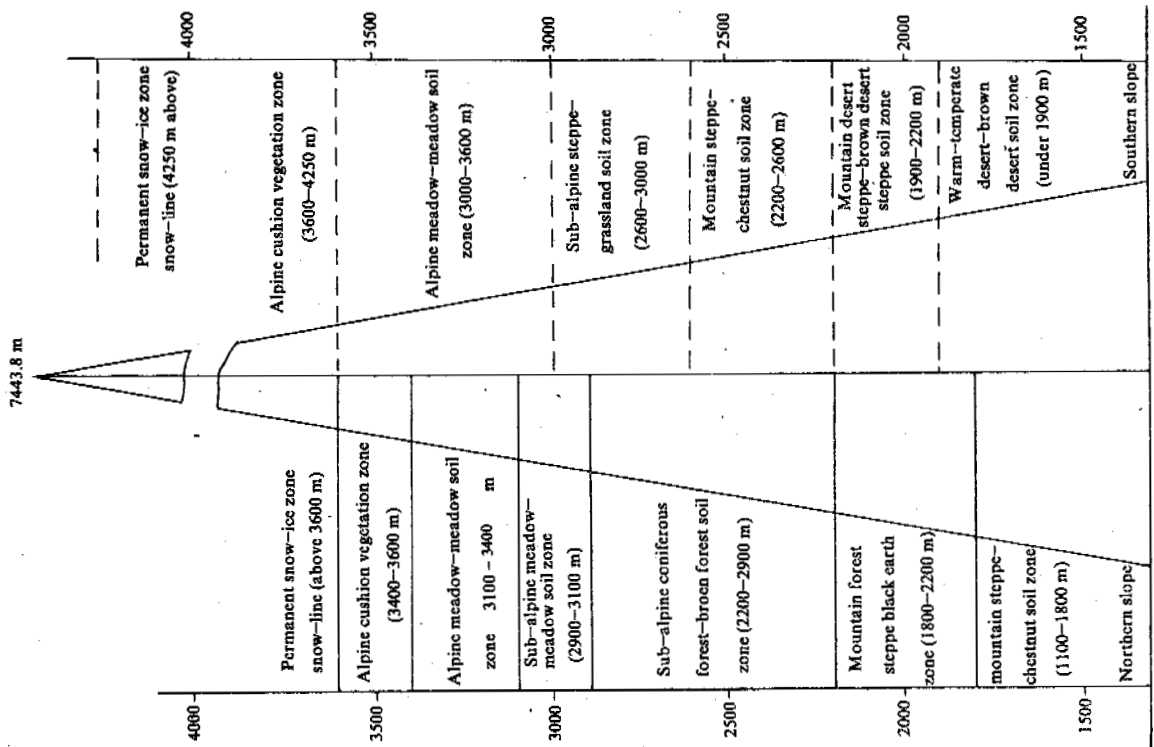 7443.8 m
4000
3500
3000
2500
2000
1500
Permanent snow-ice zone
snow-line (above 3600 m)
Alpine cushion vegetation zone
(3400-3600 m)
Alpine meadow-meadow soil
zone 3100-3400 m
Sub-alpine meadow-
meadow soil zone
(2900-3100 m)
Sub-alpine coniferous
forest-broen forest soil
zone (2200-2900 m)
Mountain forest
steppe black earth
zone (1800-2200 m)
mountain steppe-
chestnut soil zone
(1100-1800 m)
Northern slope
Permanent snow-ice zone
snow-line (4250 m above)
Alpine cushion vegetation zone
(3600-4250 m)
Alpine meadow-meadow soil
zone (3000-3600 m)
Sub-alpine steppe-
grassland soil zone
(2600-3000 m)
Mountain steppe-
chestnut soil zone
(2200-2600 m)
Mountain desert
steppe-brown desert
steppe soil zone
(1900-2200 m)
Warm-temperate
desert-brown
desert soil zone
(under 1900 m)
Southern slope
4000
3500
3000
2500
2000
1500